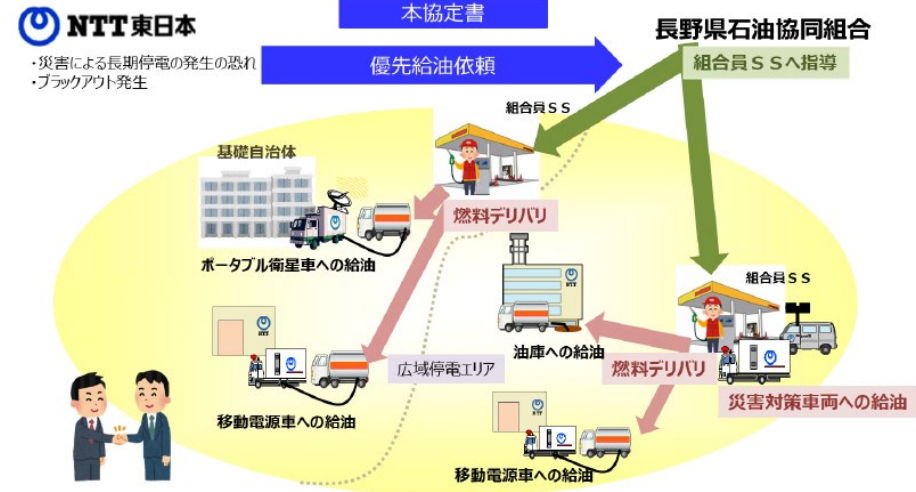 NTT東日本
本協定書
長野県石油協同組合
・災害による長期停電の発生の恐れ
・ブラックアウト発生
優先給油依頼
組合員SSへ指導
組合員SS
基礎自治体
燃料デリバリ
NTT
ポータブル衛星車への給油
組合員SS
NTT
油庫への給油
広域停電エリア
燃料デリバリ
災害対策車両への給油
移動電源車への給油
NTT
移動電源車への給油